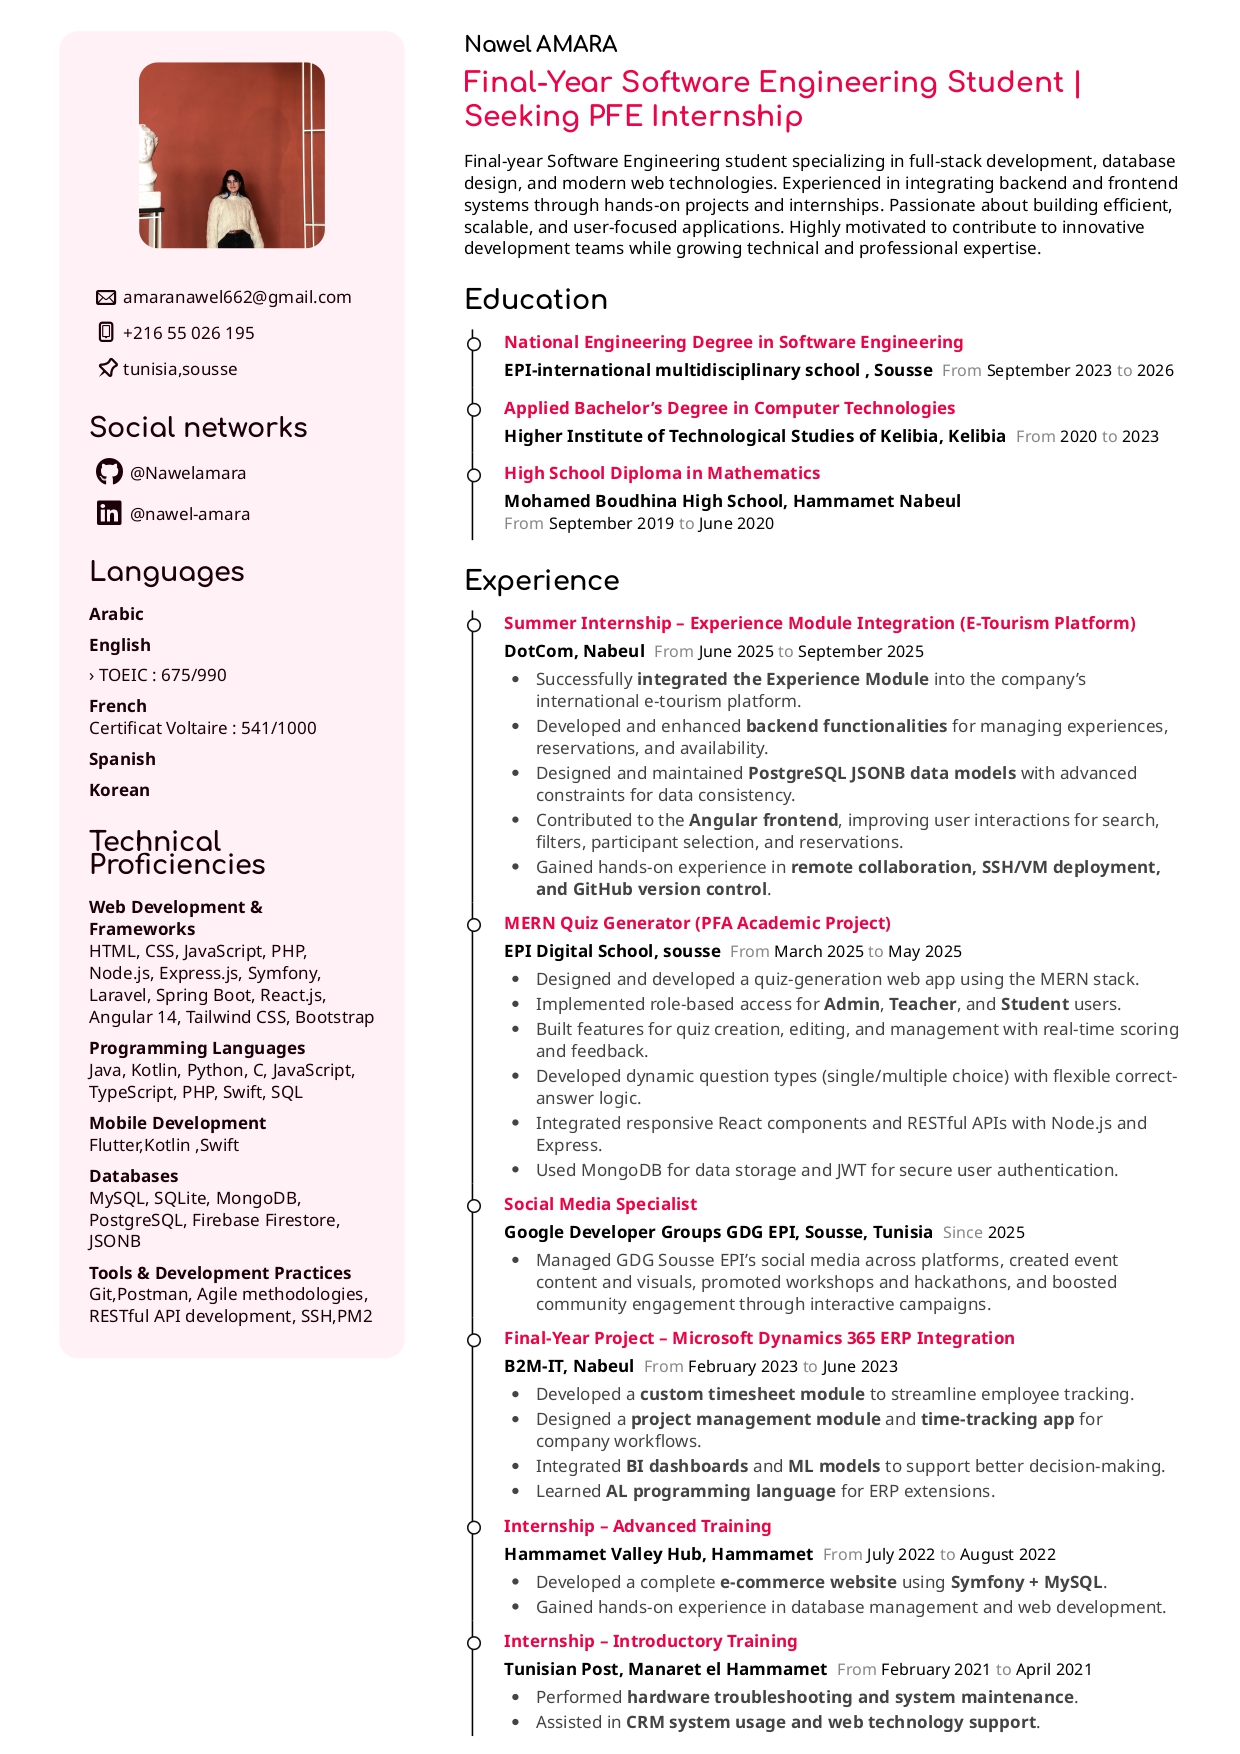 amaranawel662@gmail.com
+216 55 026 195
tunisia,sousse
Social networks
@Nawelamara
@nawel-amara
Languages
Arabic
English
› TOEIC : 675/990
French
Certificat Voltaire : 541/1000
Spanish
Korean
Technical
Proficiencies
Web Development &
Frameworks
HTML, CSS, JavaScript, PHP,
Node.js, Express.js, Symfony,
Laravel, Spring Boot, React.js,
Angular 14, Tailwind CSS, Bootstrap
Programming Languages
Java, Kotlin, Python, C, JavaScript,
TypeScript, PHP, Swift, SQL
Mobile Development
Flutter,Kotlin ,Swift
Databases
MySQL, SQLite, MongoDB,
PostgreSQL, Firebase Firestore,
JSONB
Tools & Development Practices
Git,Postman, Agile methodologies,
RESTful API development, SSH,PM2
Nawel AMARA
Final-Year Software Engineering Student |
Seeking PFE Internship
Final-year Software Engineering student specializing in full-stack development, database
design, and modern web technologies. Experienced in integrating backend and frontend
systems through hands-on projects and internships. Passionate about building efficient,
scalable, and user-focused applications. Highly motivated to contribute to innovative
development teams while growing technical and professional expertise.
Education
National Engineering Degree in Software Engineering
EPI-international multidisciplinary school , Sousse From September 2023 to 2026
Applied Bachelor’s Degree in Computer Technologies
Higher Institute of Technological Studies of Kelibia, Kelibia From 2020 to 2023
High School Diploma in Mathematics
Mohamed Boudhina High School, Hammamet Nabeul
From September 2019 to June 2020
Experience
Summer Internship – Experience Module Integration (E-Tourism Platform)
DotCom, Nabeul From June 2025 to September 2025
• Successfully integrated the Experience Module into the company’s
international e-tourism platform.
• Developed and enhanced backend functionalities for managing experiences,
reservations, and availability.
• Designed and maintained PostgreSQL JSONB data models with advanced
constraints for data consistency.
• Contributed to the Angular frontend, improving user interactions for search,
filters, participant selection, and reservations.
• Gained hands-on experience in remote collaboration, SSH/VM deployment,
and GitHub version control.
MERN Quiz Generator (PFA Academic Project)
EPI Digital School, sousse From March 2025 to May 2025
• Designed and developed a quiz-generation web app using the MERN stack.
• Implemented role-based access for Admin, Teacher, and Student users.
• Built features for quiz creation, editing, and management with real-time scoring
and feedback.
• Developed dynamic question types (single/multiple choice) with flexible correct-
answer logic.
• Integrated responsive React components and RESTful APIs with Node.js and
Express.
• Used MongoDB for data storage and JWT for secure user authentication.
Social Media Specialist
Google Developer Groups GDG EPI, Sousse, Tunisia Since 2025
• Managed GDG Sousse EPI’s social media across platforms, created event
content and visuals, promoted workshops and hackathons, and boosted
community engagement through interactive campaigns.
Final-Year Project – Microsoft Dynamics 365 ERP Integration
B2M-IT, Nabeul From February 2023 to June 2023
• Developed a custom timesheet module to streamline employee tracking.
• Designed a project management module and time-tracking app for
company workflows.
• Integrated BI dashboards and ML models to support better decision-making.
• Learned AL programming language for ERP extensions.
Internship – Advanced Training
Hammamet Valley Hub, Hammamet From July 2022 to August 2022
• Developed a complete e-commerce website using Symfony + MySQL.
• Gained hands-on experience in database management and web development.
Internship – Introductory Training
Tunisian Post, Manaret el Hammamet From February 2021 to April 2021
• Performed hardware troubleshooting and system maintenance.
• Assisted in CRM system usage and web technology support.